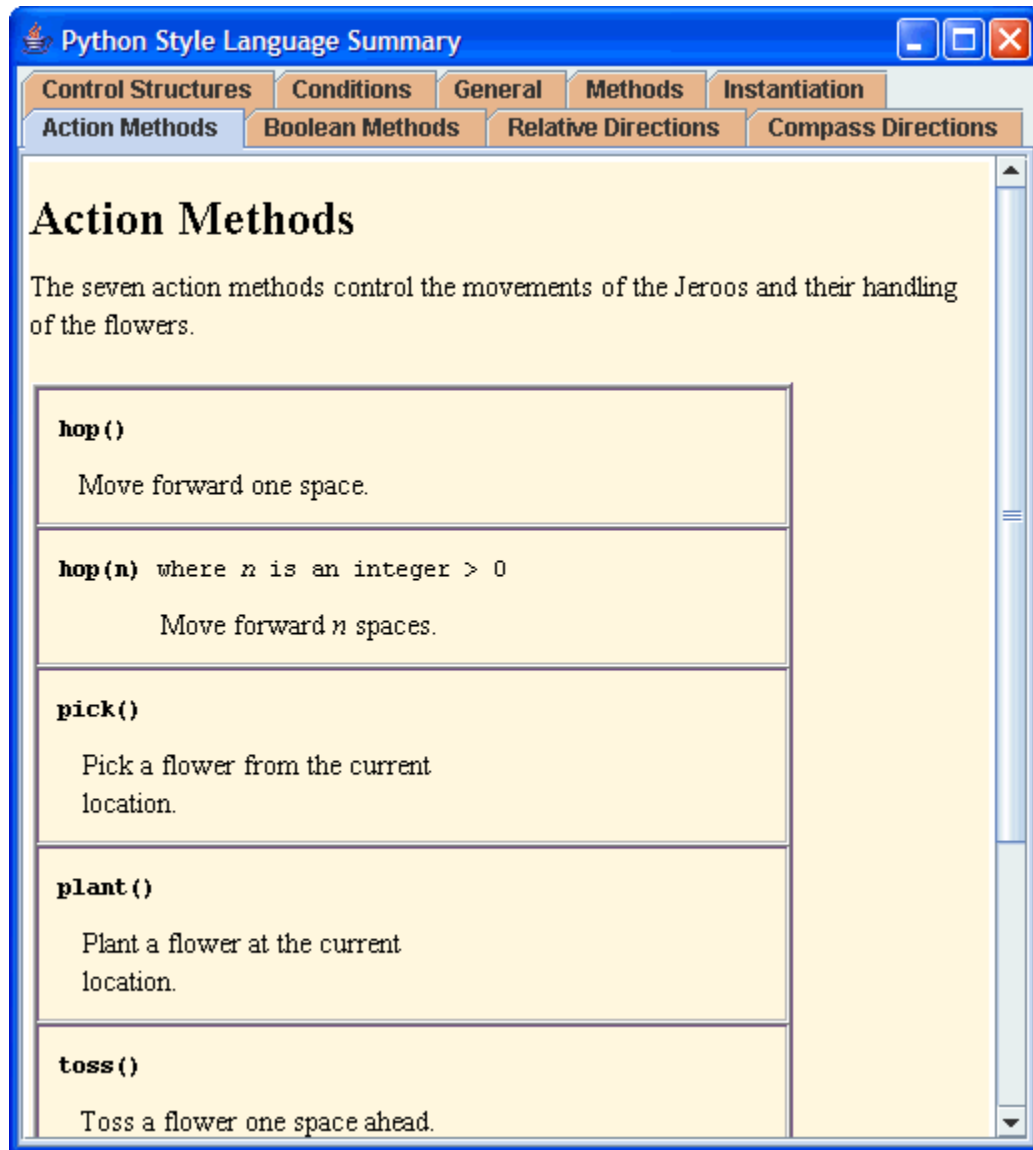 Python Style Language Summary
Control Structures Conditions General Methods Instantiation
Action Methods Boolean Methods Relative Directions Compass Directions
Action Methods
The seven action methods control the movements of the Jeroos and their handling
of the flowers.
hop()
Move forward one space.
hop(n) where n is an integer > 0
Move forward n spaces.
pick()
Pick a flower from the current
location.
plant()
Plant a flower at the current
location.
toss()
Toss a flower one space ahead.